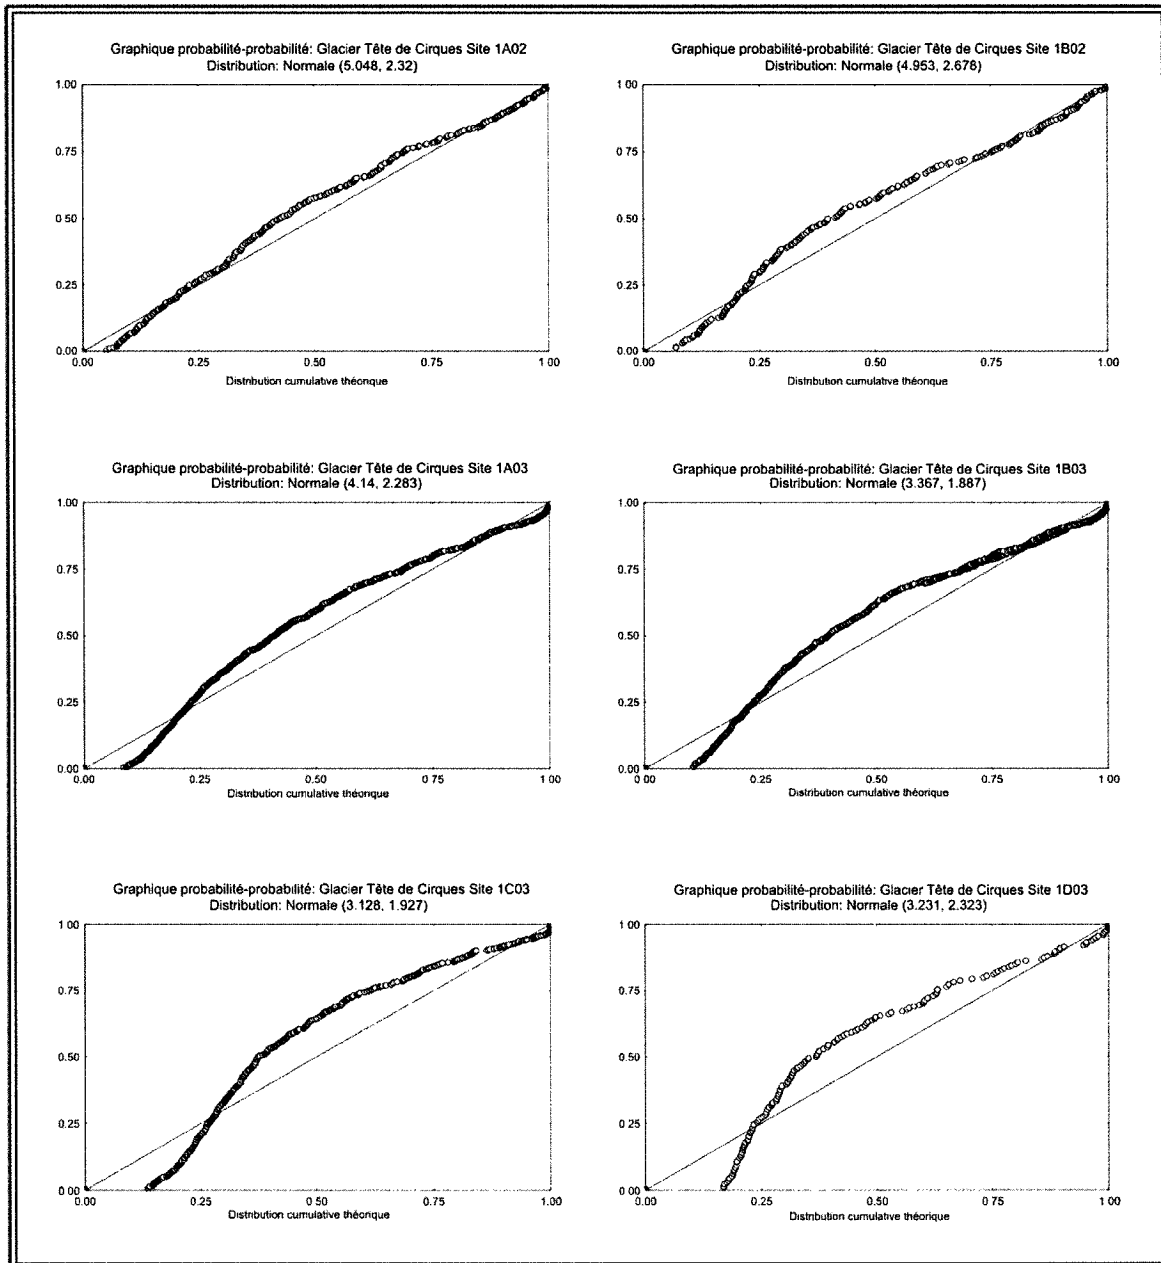 Graphique probabilité-probabilité: Glacier Tête de Cirques Site 1A02
Distribution: Normale (5.048, 2.32)
1.00
0.75
0.50
0.25
0.00
0.00 0.25 0.50 0.75 1.00
Distribution cumulative théorique
Graphique probabilité-probabilité: Glacier Tête de Cirques Site 1B02
Distribution: Normale (4.953, 2.678)
1.00
0.75
0.50
0.25
0.00
0.00 0.25 0.50 0.75 1.00
Distribution cumulative théorique
Graphique probabilité-probabilité: Glacier Tête de Cirques Site 1A03
Distribution: Normale (4.14, 2.283)
1.00
0.75
0.50
0.25
0.00
0.00 0.25 0.50 0.75 1.00
Distribution cumulative théorique
Graphique probabilité-probabilité: Glacier Tête de Cirques Site 1B03
Distribution: Normale (3.367, 1.887)
1.00
0.75
0.50
0.25
0.00
0.00 0.25 0.50 0.75 1.00
Distribution cumulative théorique
Graphique probabilité-probabilité: Glacier Tête de Cirques Site 1C03
Distribution: Normale (3.128, 1.927)
1.00
0.75
0.50
0.25
0.00
0.00 0.25 0.50 0.75 1.00
Distribution cumulative théorique
Graphique probabilité-probabilité: Glacier Tête de Cirques Site 1D03
Distribution: Normale (3.231, 2.323)
1.00
0.75
0.50
0.25
0.00
0.00 0.25 0.50 0.75 1.00
Distribution cumulative théorique